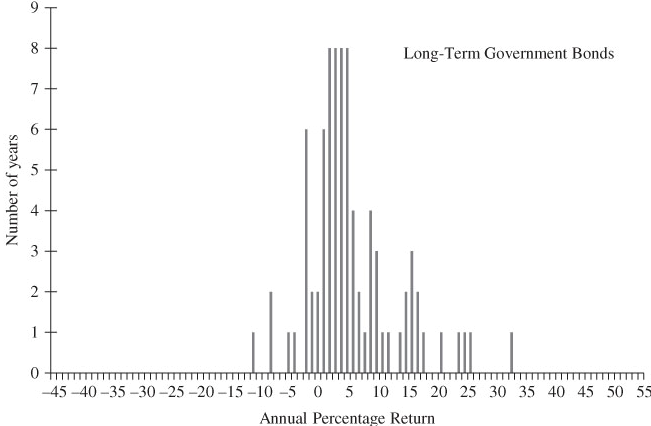 9
8
7
6
5
4
3
2
1
0
Number of years
Long-Term Government Bonds
–45 –40 –35 –30 –25 –20 –15 –10 –5 0 5 10 15 20 25 30 35 40 45 50 55
Annual Percentage Return